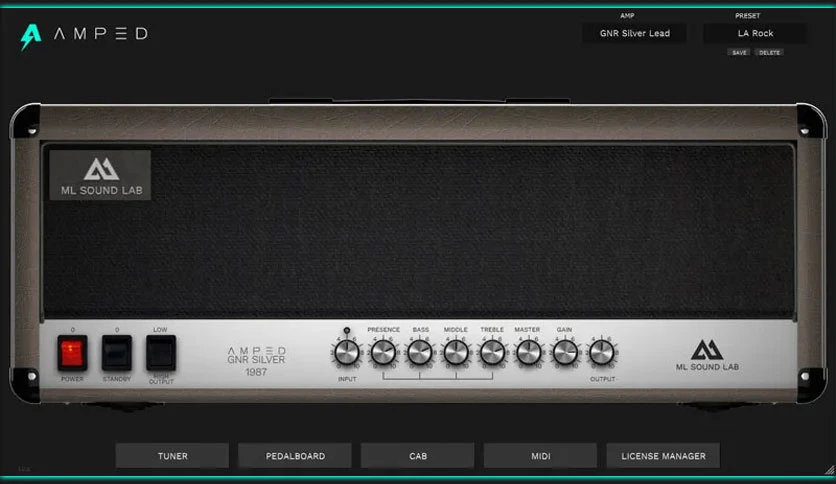 AMPED
AMP
GNR Silver Lead
PRESET
LA Rock
SAVE
DELETE
ML SOUND LAB
0
POWER
0
STANDBY
LOW
HIGH
OUTPUT
AMPED
GNR SILVER
1987
INPUT
PRESENCE
BASS
MIDDLE
TREBLE
MASTER
GAIN
OUTPUT
ML SOUND LAB
TUNER
PEDALBOARD
CAB
MIDI
LICENSE MANAGER